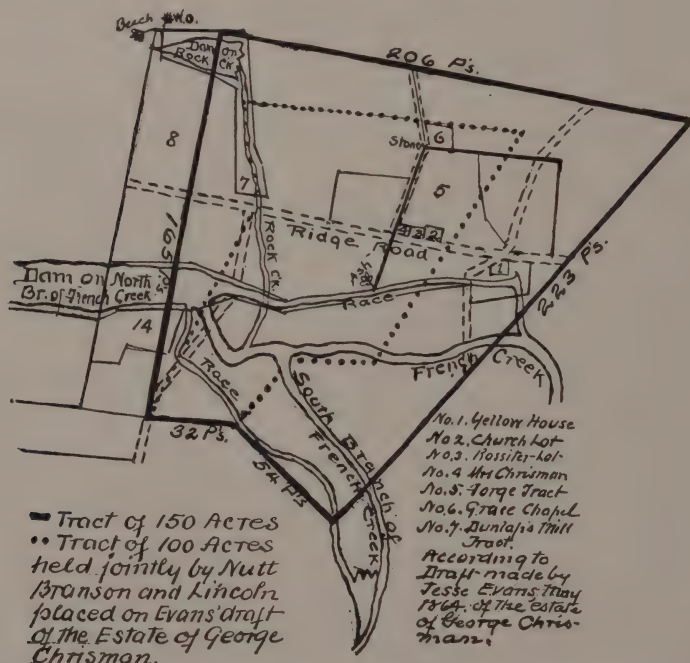 Beech
W.O.
Dam on
Rock Ck.
206 P's.
8
7
Stone
6
5
4 3 2
1
Ridge Road
165 P's
Rock Ck.
Race
223 P's.
Dam on North
Br. of French Creek
14
Race
French Creek
South Branch of
French Creek
32 P's.
54 P's
No. 1. Yellow House
No 2. Church Lot
No. 3. Rossiter Lot
No. 4 Mrs Chrisman
No. 5. Forge Tract
No. 6. Grace Chapel
No. 7. Dunlap's Mill
Tract.
According to
Draft made by
Jesse Evans May
1864. of the estate
of George Chris-
man.
Tract of 150 Acres
Tract of 100 Acres
held jointly by Nutt
Branson and Lincoln
placed on Evans' draft
of the Estate of George
Chrisman.